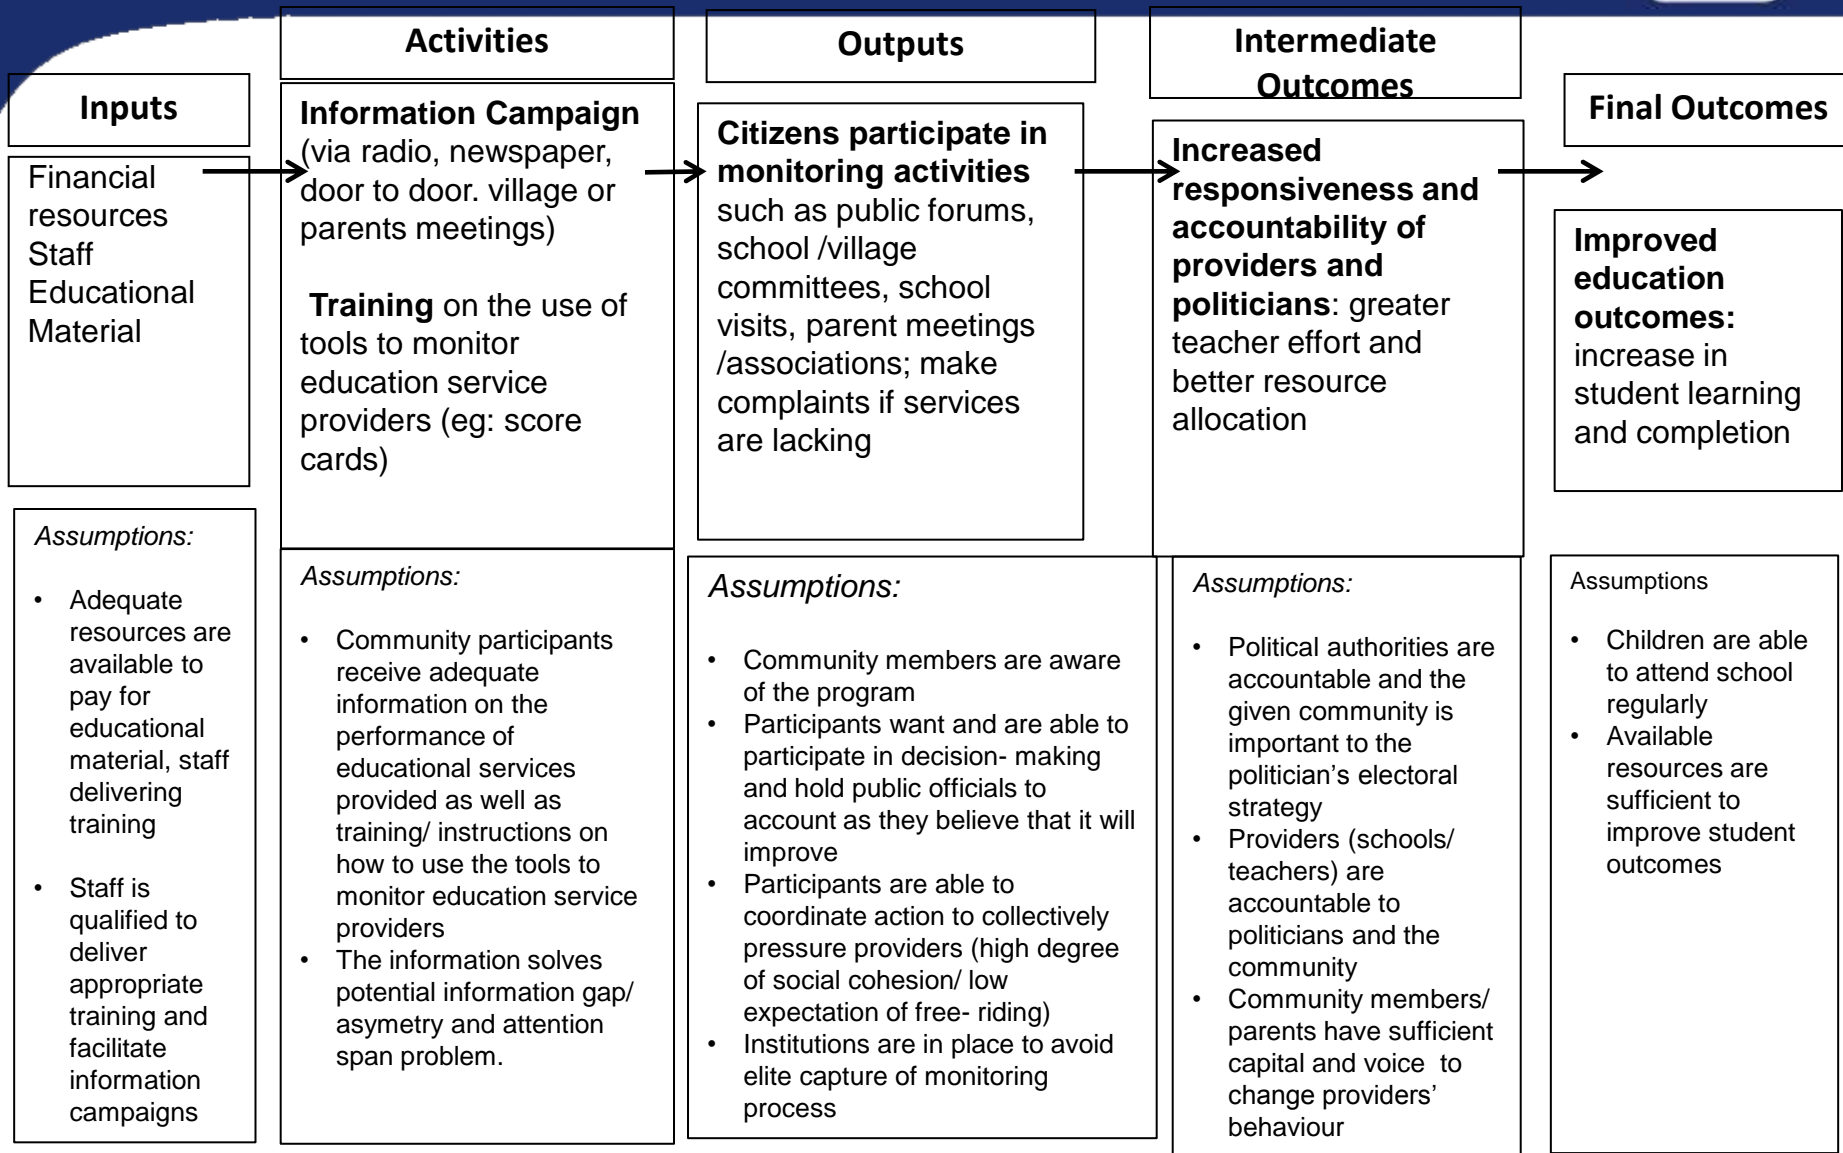 Inputs
Financial
resources
Staff
Educational
Material
Assumptions:
• Adequate
resources are
available to
pay for
educational
material, staff
delivering
training
• Staff is
qualified to
deliver
appropriate
training and
facilitate
information
campaigns
Activities
Information Campaign
(via radio, newspaper,
door to door. village or
parents meetings)
Training on the use of
tools to monitor
education service
providers (eg: score
cards)
Assumptions:
• Community participants
receive adequate
information on the
performance of
educational services
provided as well as
training/ instructions on
how to use the tools to
monitor education service
providers
• The information solves
potential information gap/
asymetry and attention
span problem.
Outputs
Citizens participate in
monitoring activities
such as public forums,
school /village
committees, school
visits, parent meetings
/associations; make
complaints if services
are lacking
Assumptions:
• Community members are aware
of the program
• Participants want and are able to
participate in decision- making
and hold public officials to
account as they believe that it will
improve
• Participants are able to
coordinate action to collectively
pressure providers (high degree
of social cohesion/ low
expectation of free- riding)
• Institutions are in place to avoid
elite capture of monitoring
process
Intermediate
Outcomes
Increased
responsiveness and
accountability of
providers and
politicians: greater
teacher effort and
better resource
allocation
Assumptions:
• Political authorities are
accountable and the
given community is
important to the
politician’s electoral
strategy
• Providers (schools/
teachers) are
accountable to
politicians and the
community
• Community members/
parents have sufficient
capital and voice to
change providers’
behaviour
Final Outcomes
Improved
education
outcomes:
increase in
student learning
and completion
Assumptions
• Children are able
to attend school
regularly
• Available
resources are
sufficient to
improve student
outcomes